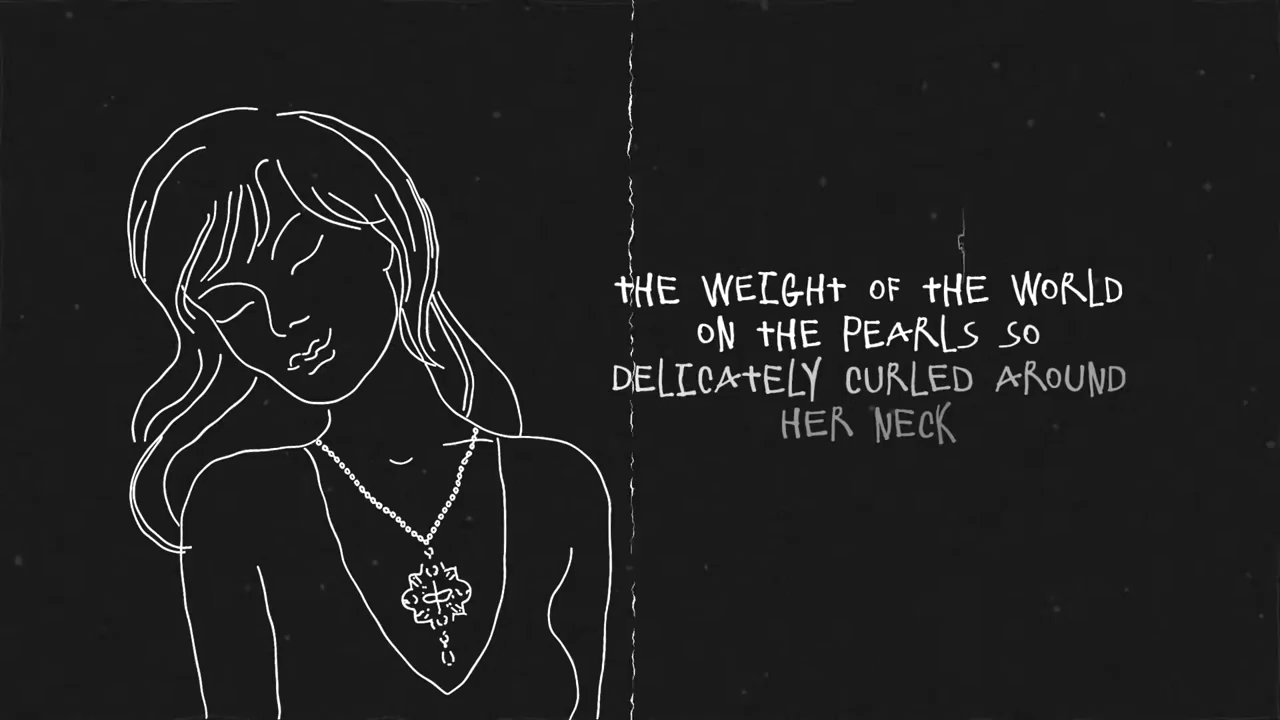 tHE WEIGHt OF tHE WORLD
ON tHE PEARLS SO
DELICAtELY CURLED AROUND
HER NECK